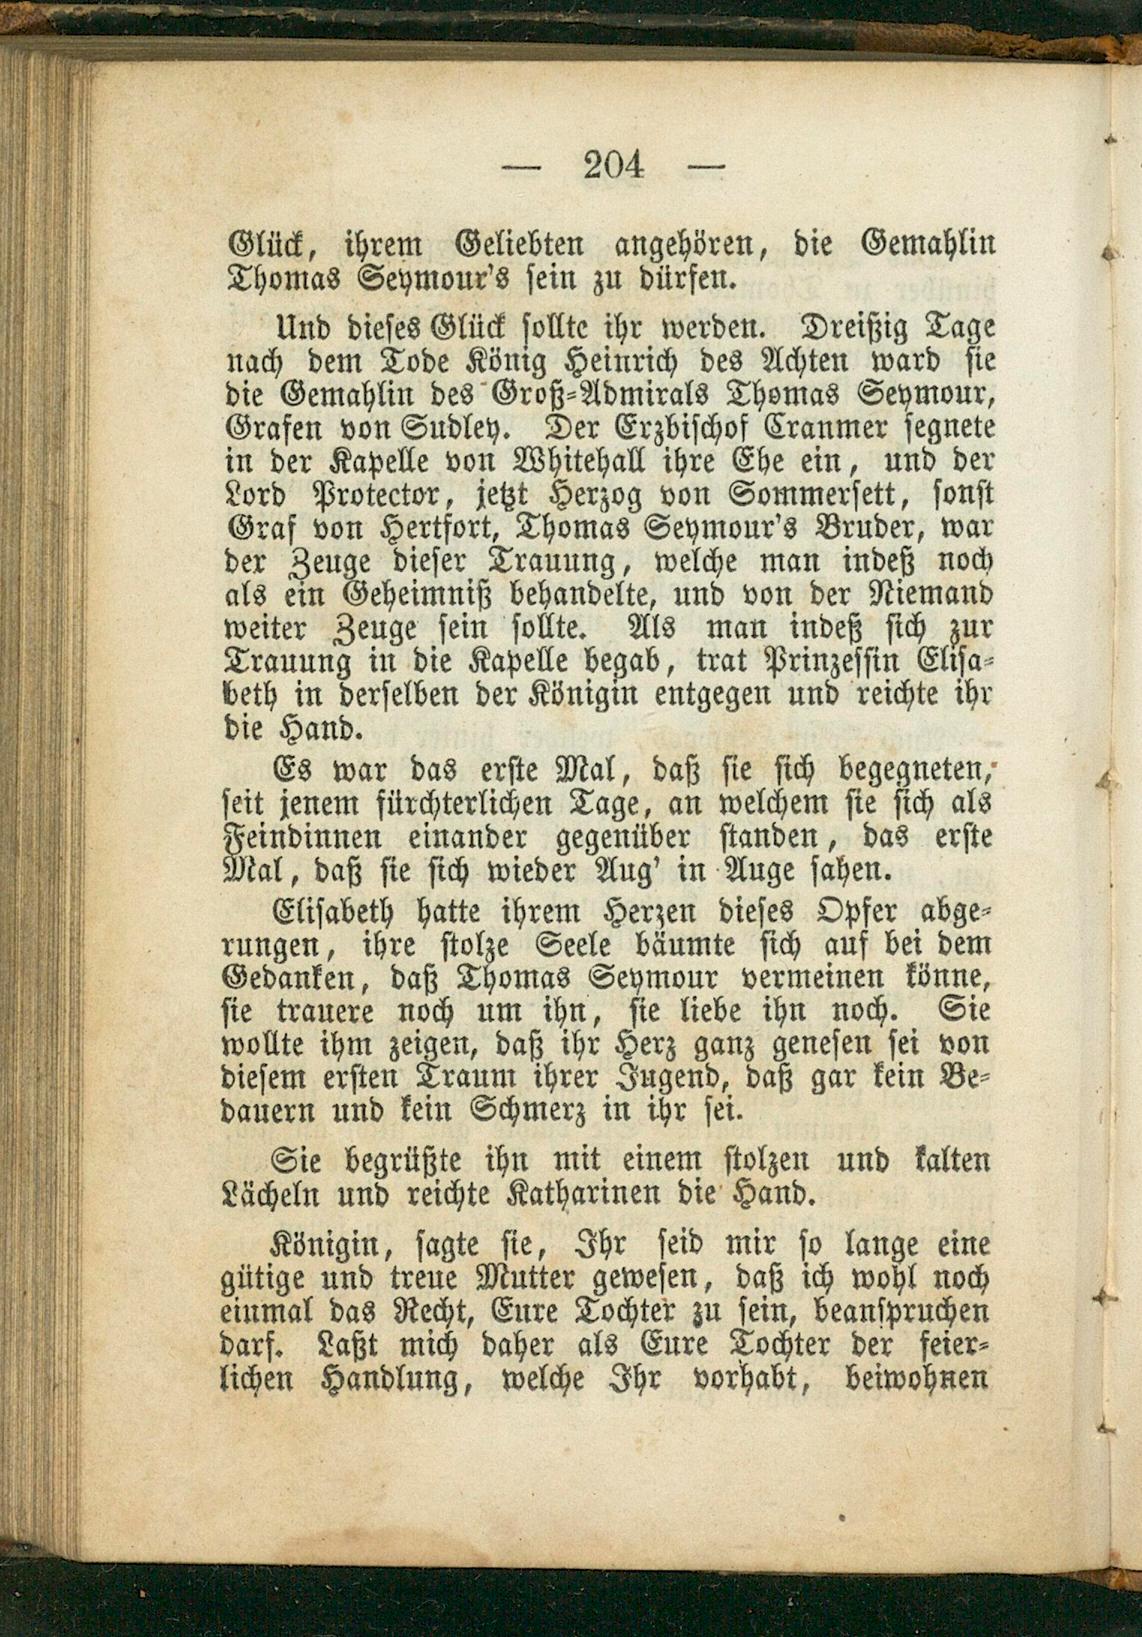 — 204 —
Glück, ihrem Geliebten angehören, die Gemahlin
Thomas Seymour's sein zu dürfen.
Und dieses Glück sollte ihr werden. Dreißig Tage
nach dem Tode König Heinrich des Achten ward sie
die Gemahlin des Groß-Admirals Thomas Seymour,
Grafen von Sudley. Der Erzbischof Cranmer segnete
in der Kapelle von Whitehall ihre Ehe ein, und der
Lord Protector, jetzt Herzog von Sommersett, sonst
Graf von Hertfort, Thomas Seymour's Bruder, war
der Zeuge dieser Trauung, welche man indeß noch
als ein Geheimniß behandelte, und von der Niemand
weiter Zeuge sein sollte. Als man indeß sich zur
Trauung in die Kapelle begab, trat Prinzessin Elisa-
beth in derselben der Königin entgegen und reichte ihr
die Hand.
Es war das erste Mal, daß sie sich begegneten,
seit jenem fürchterlichen Tage, an welchem sie sich als
Feindinnen einander gegenüber standen, das erste
Mal, daß sie sich wieder Aug' in Auge sahen.
Elisabeth hatte ihrem Herzen dieses Opfer abge-
rungen, ihre stolze Seele bäumte sich auf bei dem
Gedanken, daß Thomas Seymour vermeinen könne,
sie trauere noch um ihn, sie liebe ihn noch. Sie
wollte ihm zeigen, daß ihr Herz ganz genesen sei von
diesem ersten Traum ihrer Jugend, daß gar kein Be-
dauern und kein Schmerz in ihr sei.
Sie begrüßte ihn mit einem stolzen und kalten
Lächeln und reichte Katharinen die Hand.
Königin, sagte sie, Ihr seid mir so lange eine
gütige und treue Mutter gewesen, daß ich wohl noch
einmal das Recht, Eure Tochter zu sein, beanspruchen
darf. Laßt mich daher als Eure Tochter der feier-
lichen Handlung, welche Ihr vorhabt, beiwohnen